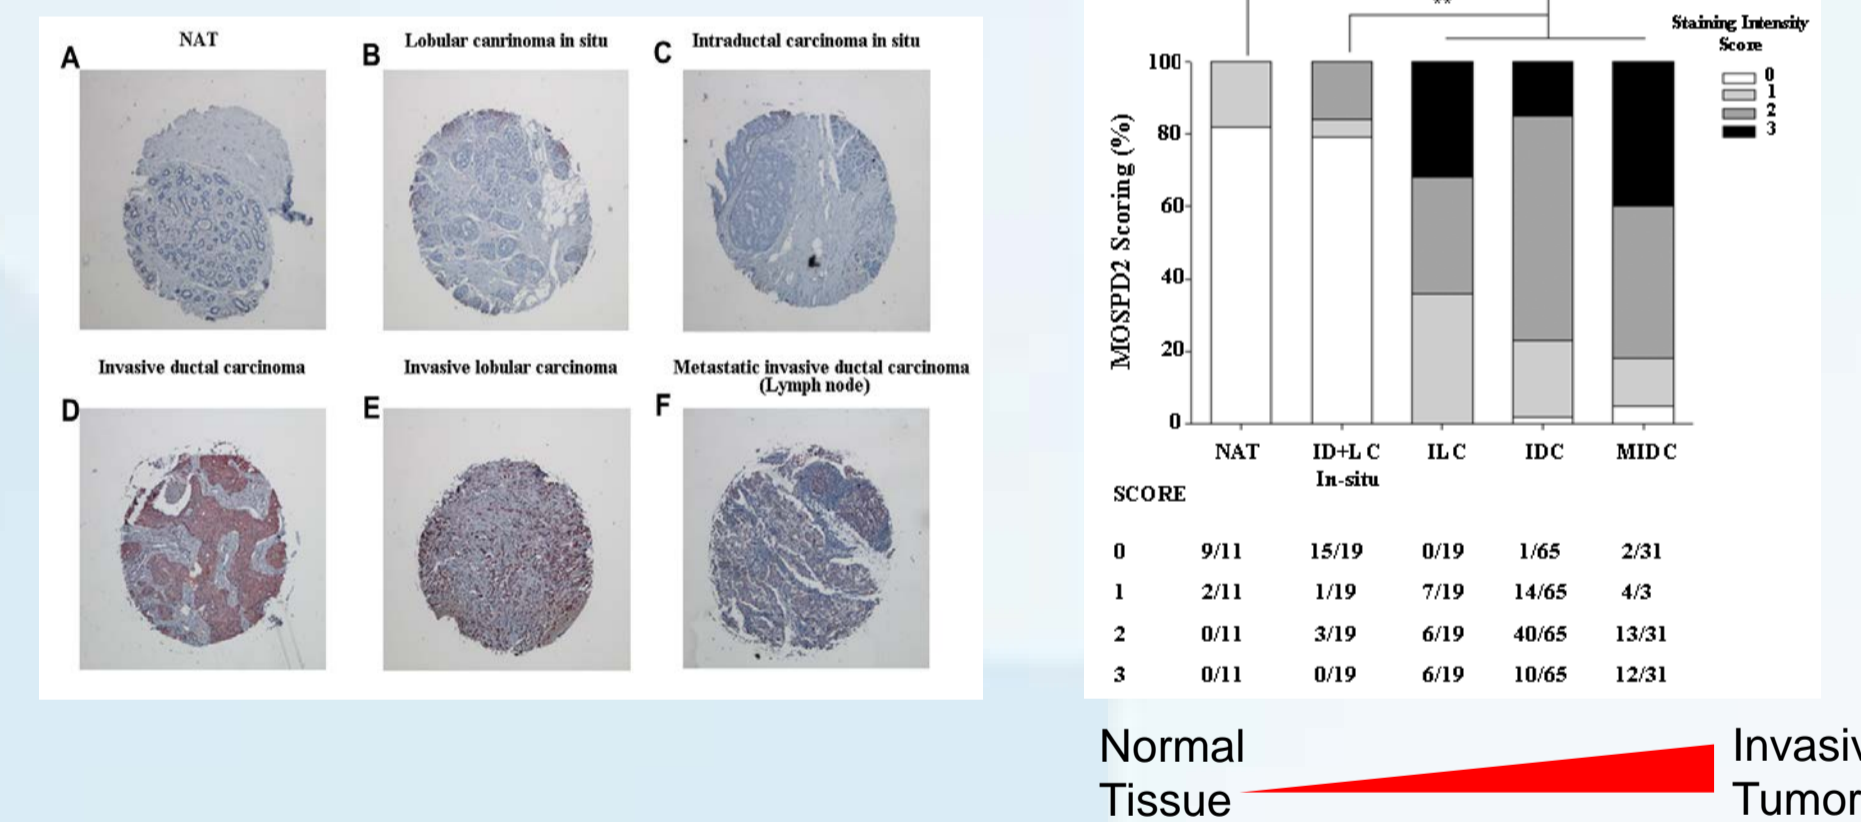 A
NAT
B
Lobular canrinoma in situ
C
Intraductal carcinoma in situ
D
Invasive ductal carcinoma
E
Invasive lobular carcinoma
F
Metastatic invasive ductal carcinoma
(Lymph node)
**
Staining Intensity
Score
0
1
2
3
MOSPD2 Scoring (%)
100
80
60
40
20
0
NAT ID+LC ILC IDC MIDC
In-situ
SCORE
0 9/11 15/19 0/19 1/65 2/31
1 2/11 1/19 7/19 14/65 4/3
2 0/11 3/19 6/19 40/65 13/31
3 0/11 0/19 6/19 10/65 12/31
Normal
Tissue
Tumor